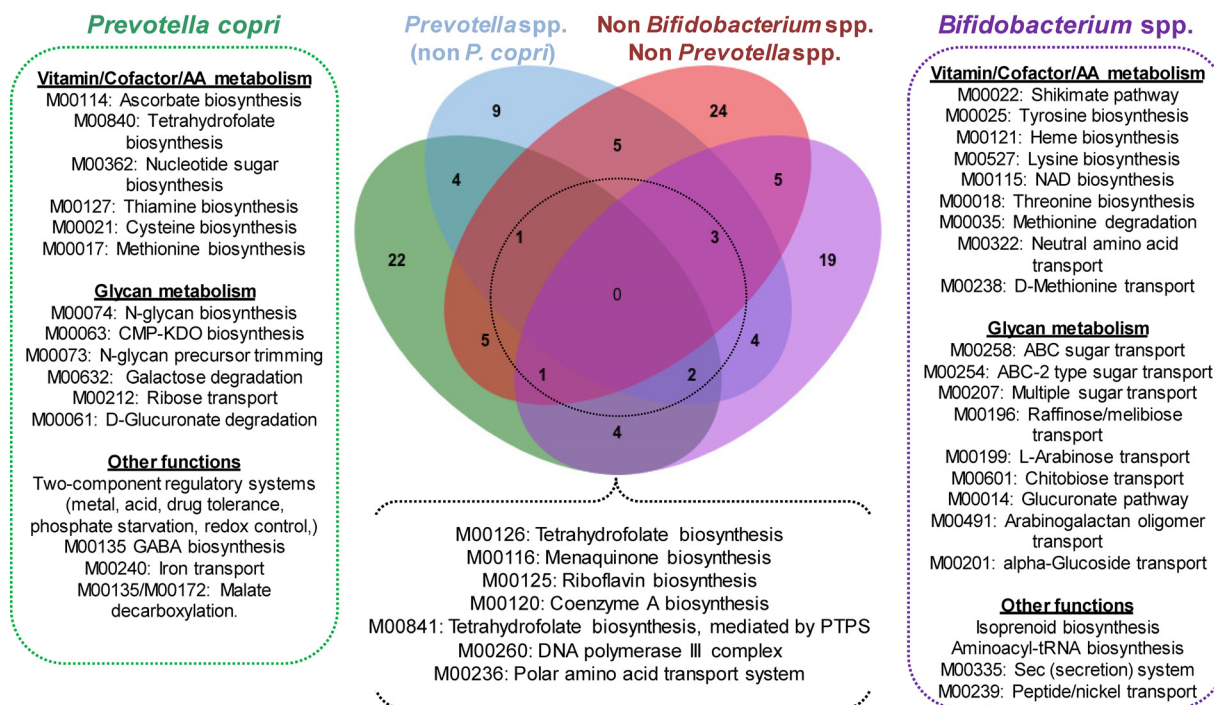 Prevotella copri
Vitamin/Cofactor/AA metabolism
M00114: Ascorbate biosynthesis
M00840: Tetrahydrofolate
biosynthesis
M00362: Nucleotide sugar
biosynthesis
M00127: Thiamine biosynthesis
M00021: Cysteine biosynthesis
M00017: Methionine biosynthesis
Glycan metabolism
M00074: N-glycan biosynthesis
M00063: CMP-KDO biosynthesis
M00073: N-glycan precursor trimming
M00632: Galactose degradation
M00212: Ribose transport
M00061: D-Glucuronate degradation
Other functions
Two-component regulatory systems
(metal, acid, drug tolerance,
phosphate starvation, redox control,)
M00135 GABA biosynthesis
M00240: Iron transport
M00135/M00172: Malate
decarboxylation.
Prevotella spp.
(non P. copri)
Non Bifidobacterium spp.
Non Prevotella spp.
9
24
5
4
5
1
3
22
19
0
5
4
1
2
4
M00126: Tetrahydrofolate biosynthesis
M00116: Menaquinone biosynthesis
M00125: Riboflavin biosynthesis
M00120: Coenzyme A biosynthesis
M00841: Tetrahydrofolate biosynthesis, mediated by PTPS
M00260: DNA polymerase III complex
M00236: Polar amino acid transport system
Bifidobacterium spp.
Vitamin/Cofactor/AA metabolism
M00022: Shikimate pathway
M00025: Tyrosine biosynthesis
M00121: Heme biosynthesis
M00527: Lysine biosynthesis
M00115: NAD biosynthesis
M00018: Threonine biosynthesis
M00035: Methionine degradation
M00322: Neutral amino acid
transport
M00238: D-Methionine transport
Glycan metabolism
M00258: ABC sugar transport
M00254: ABC-2 type sugar transport
M00207: Multiple sugar transport
M00196: Raffinose/melibiose
transport
M00199: L-Arabinose transport
M00601: Chitobiose transport
M00014: Glucuronate pathway
M00491: Arabinogalactan oligomer
transport
M00201: alpha-Glucoside transport
Other functions
Isoprenoid biosynthesis
Aminoacyl-tRNA biosynthesis
M00335: Sec (secretion) system
M00239: Peptide/nickel transport